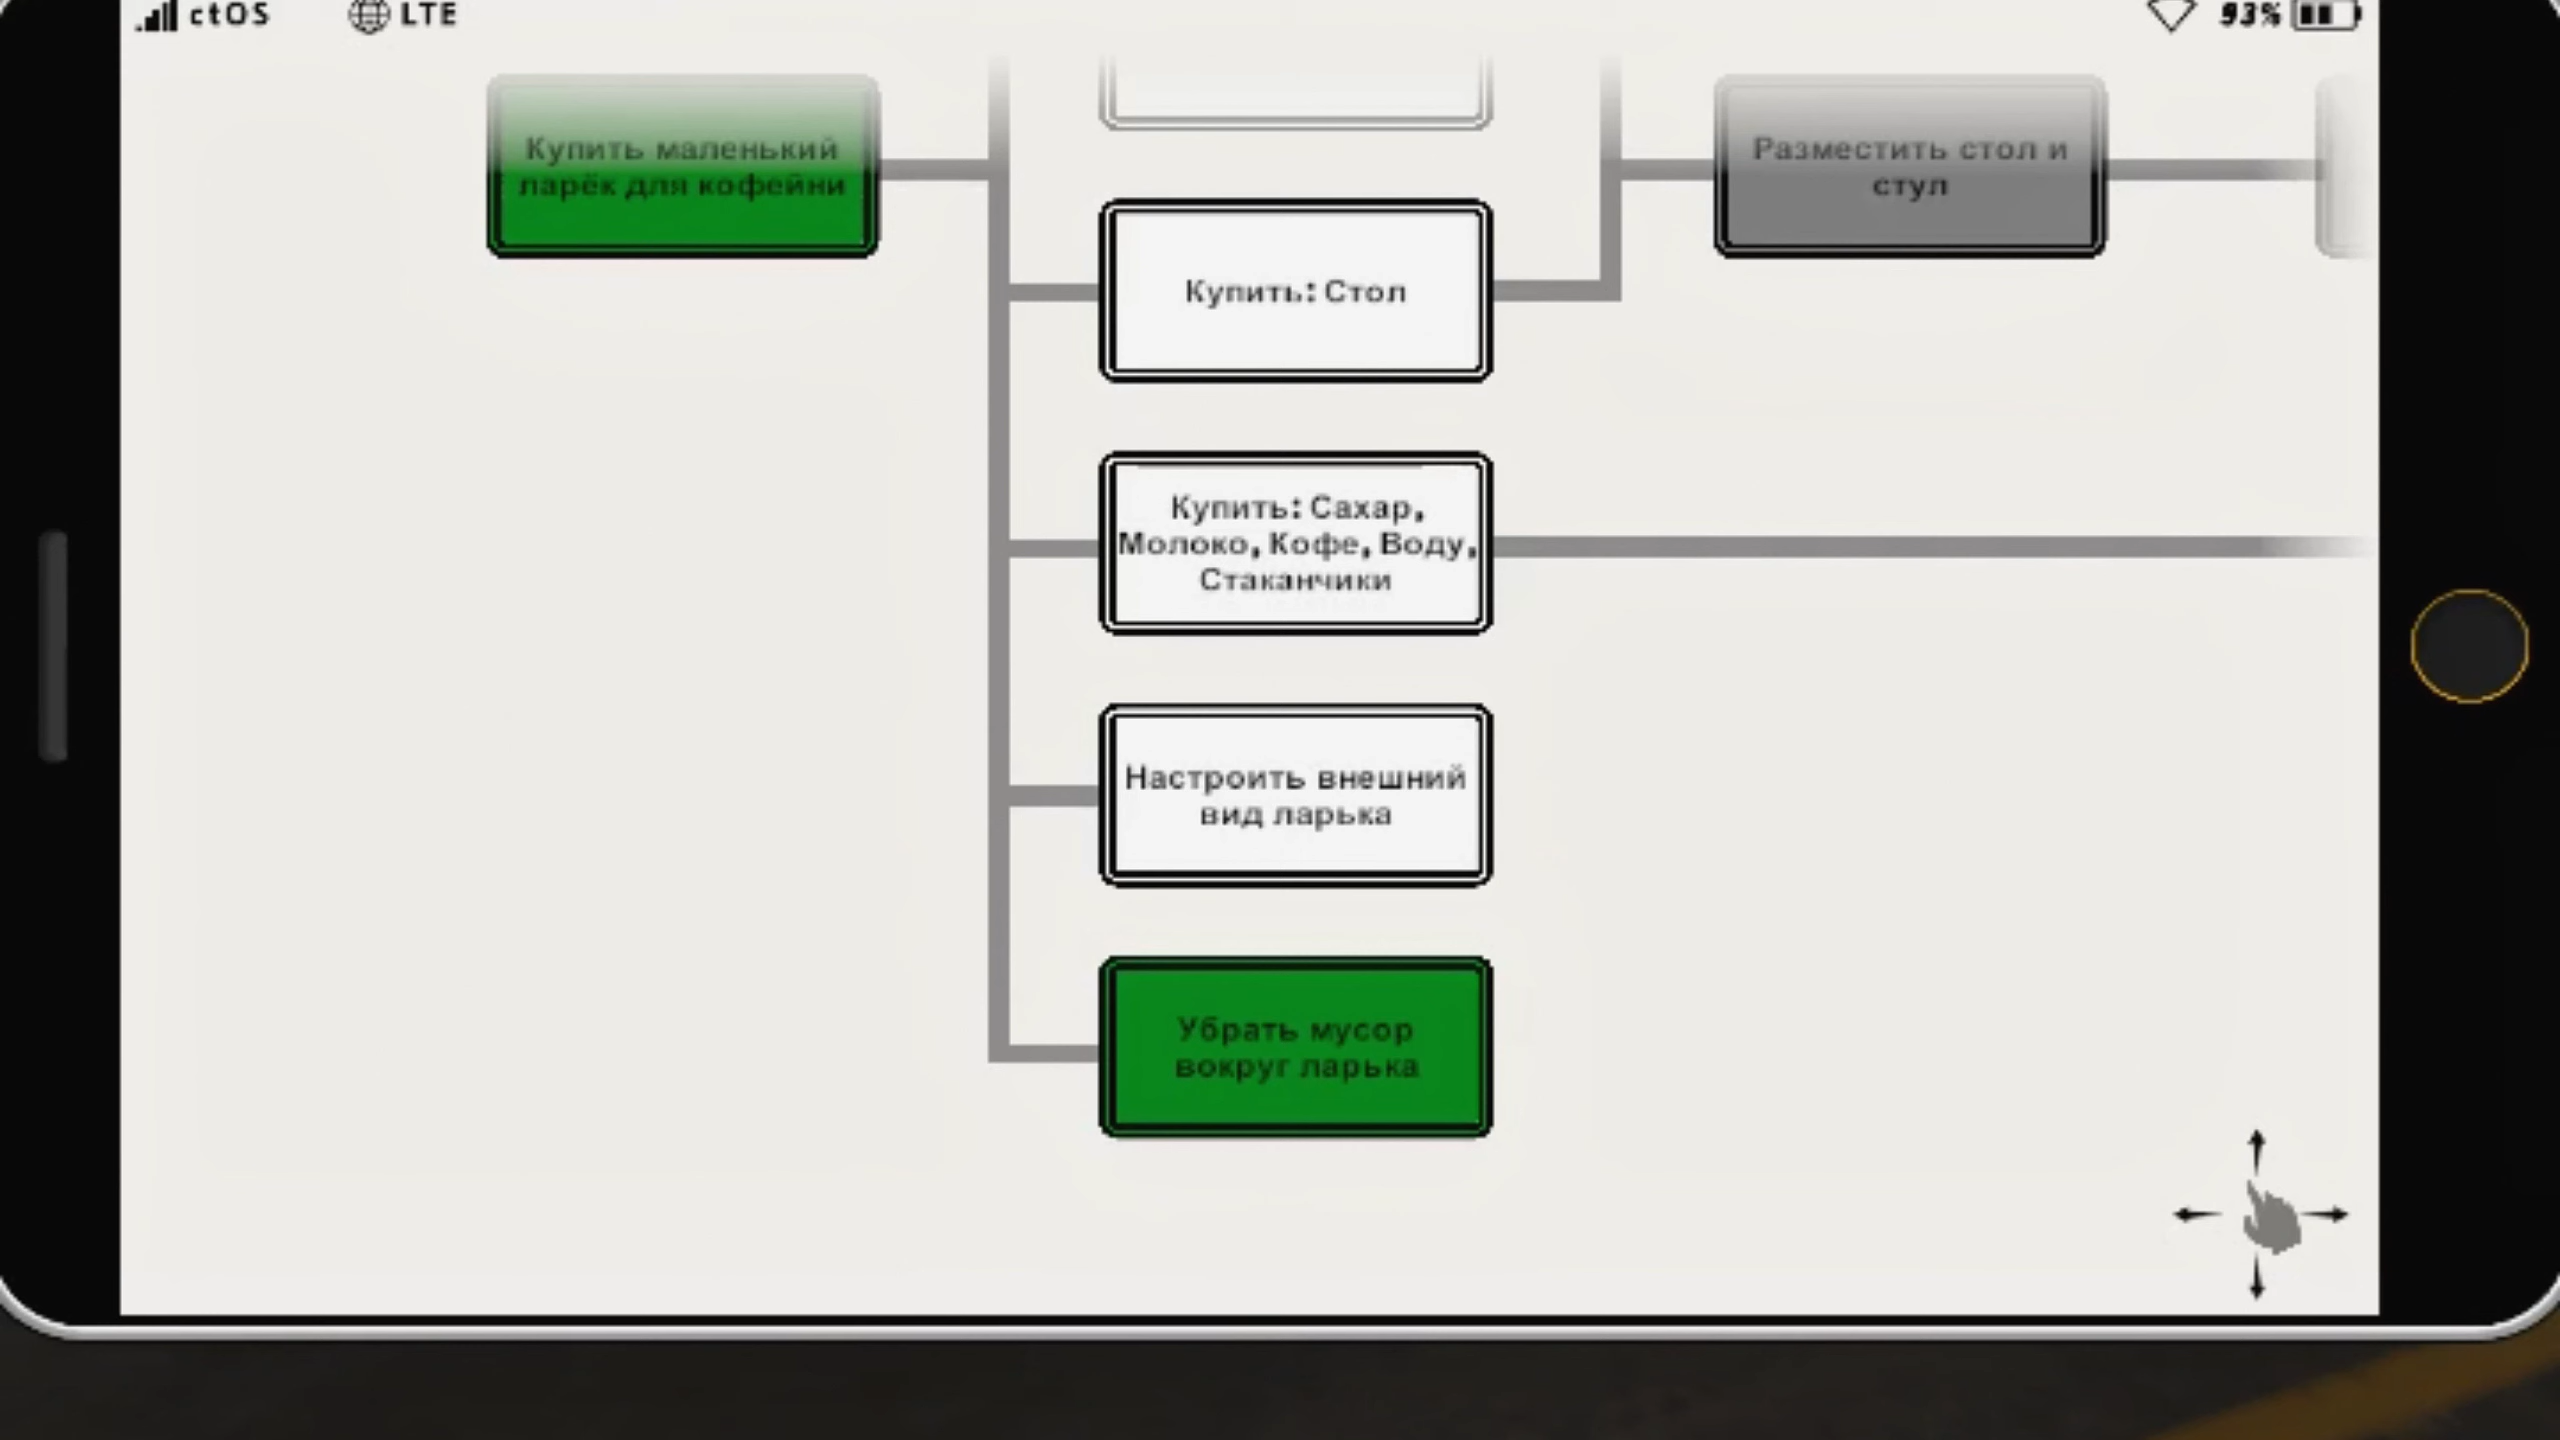 ctOS LTE 93%
Купить маленький
ларёк для кофейни
Разместить стол и
стул
Купить: Стол
Купить: Сахар,
Молоко, Кофе, Воду,
Стаканчики
Настроить внешний
вид ларька
Убрать мусор
вокруг ларька